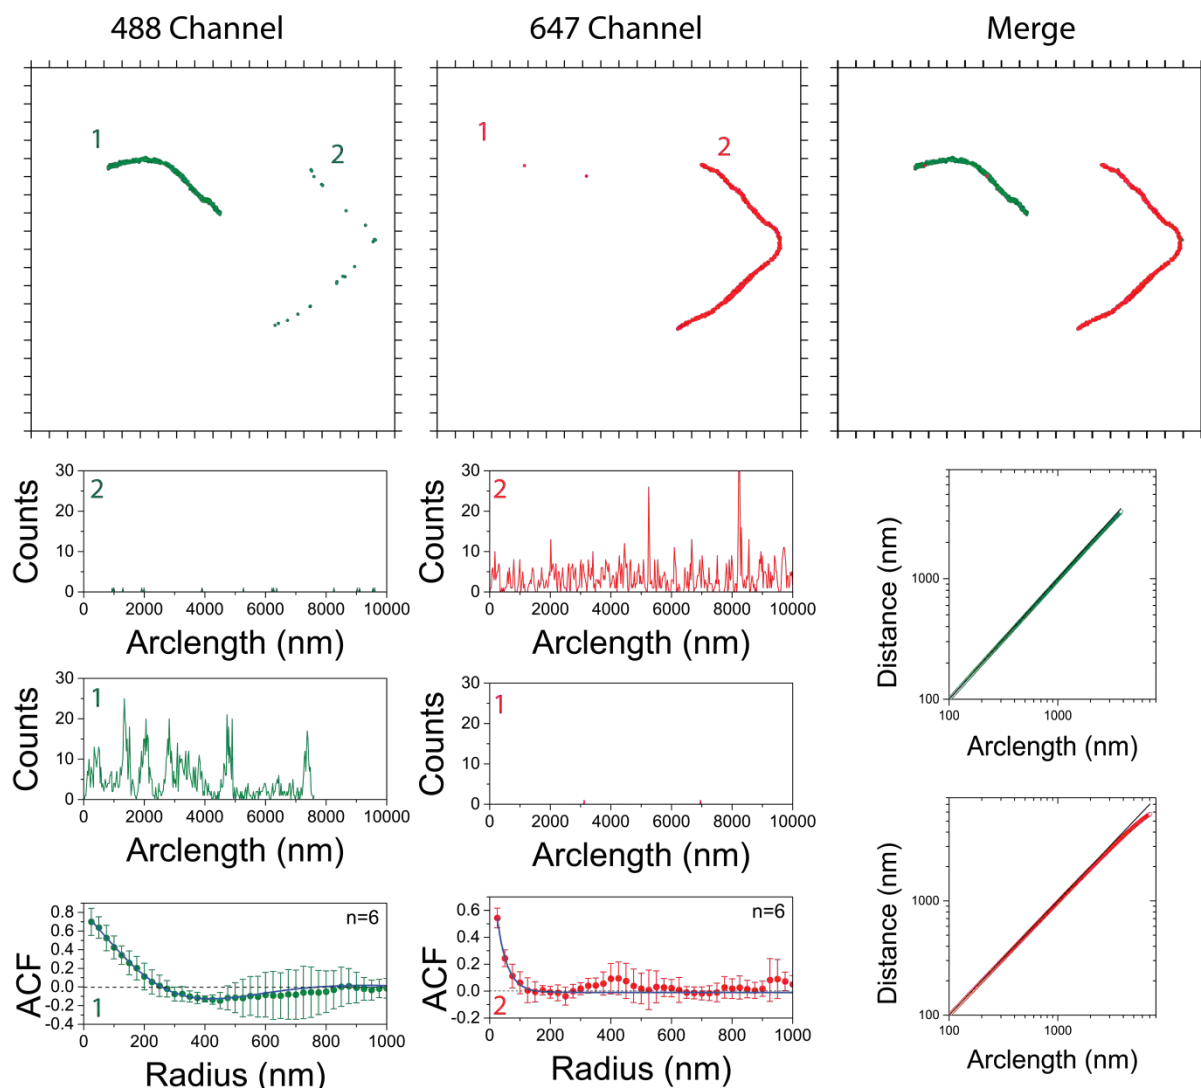 488 Channel 647 Channel Merge
1 2
1 2
30 20 10 0
Counts
2
0 2000 4000 6000 8000 10000
Arclength (nm)
30 20 10 0
Counts
2
0 2000 4000 6000 8000 10000
Arclength (nm)
1000
100
Distance (nm)
100 1000
Arclength (nm)
30 20 10 0
Counts
1
0 2000 4000 6000 8000 10000
Arclength (nm)
30 20 10 0
Counts
1
0 2000 4000 6000 8000 10000
Arclength (nm)
0.8 0.6 0.4 0.2 0.0 -0.2 -0.4
ACF
n=6
1
0 200 400 600 800 1000
Radius (nm)
0.6 0.4 0.2 0.0 -0.2
ACF
n=6
2
0 200 400 600 800 1000
Radius (nm)
1000
100
Distance (nm)
100 1000
Arclength (nm)